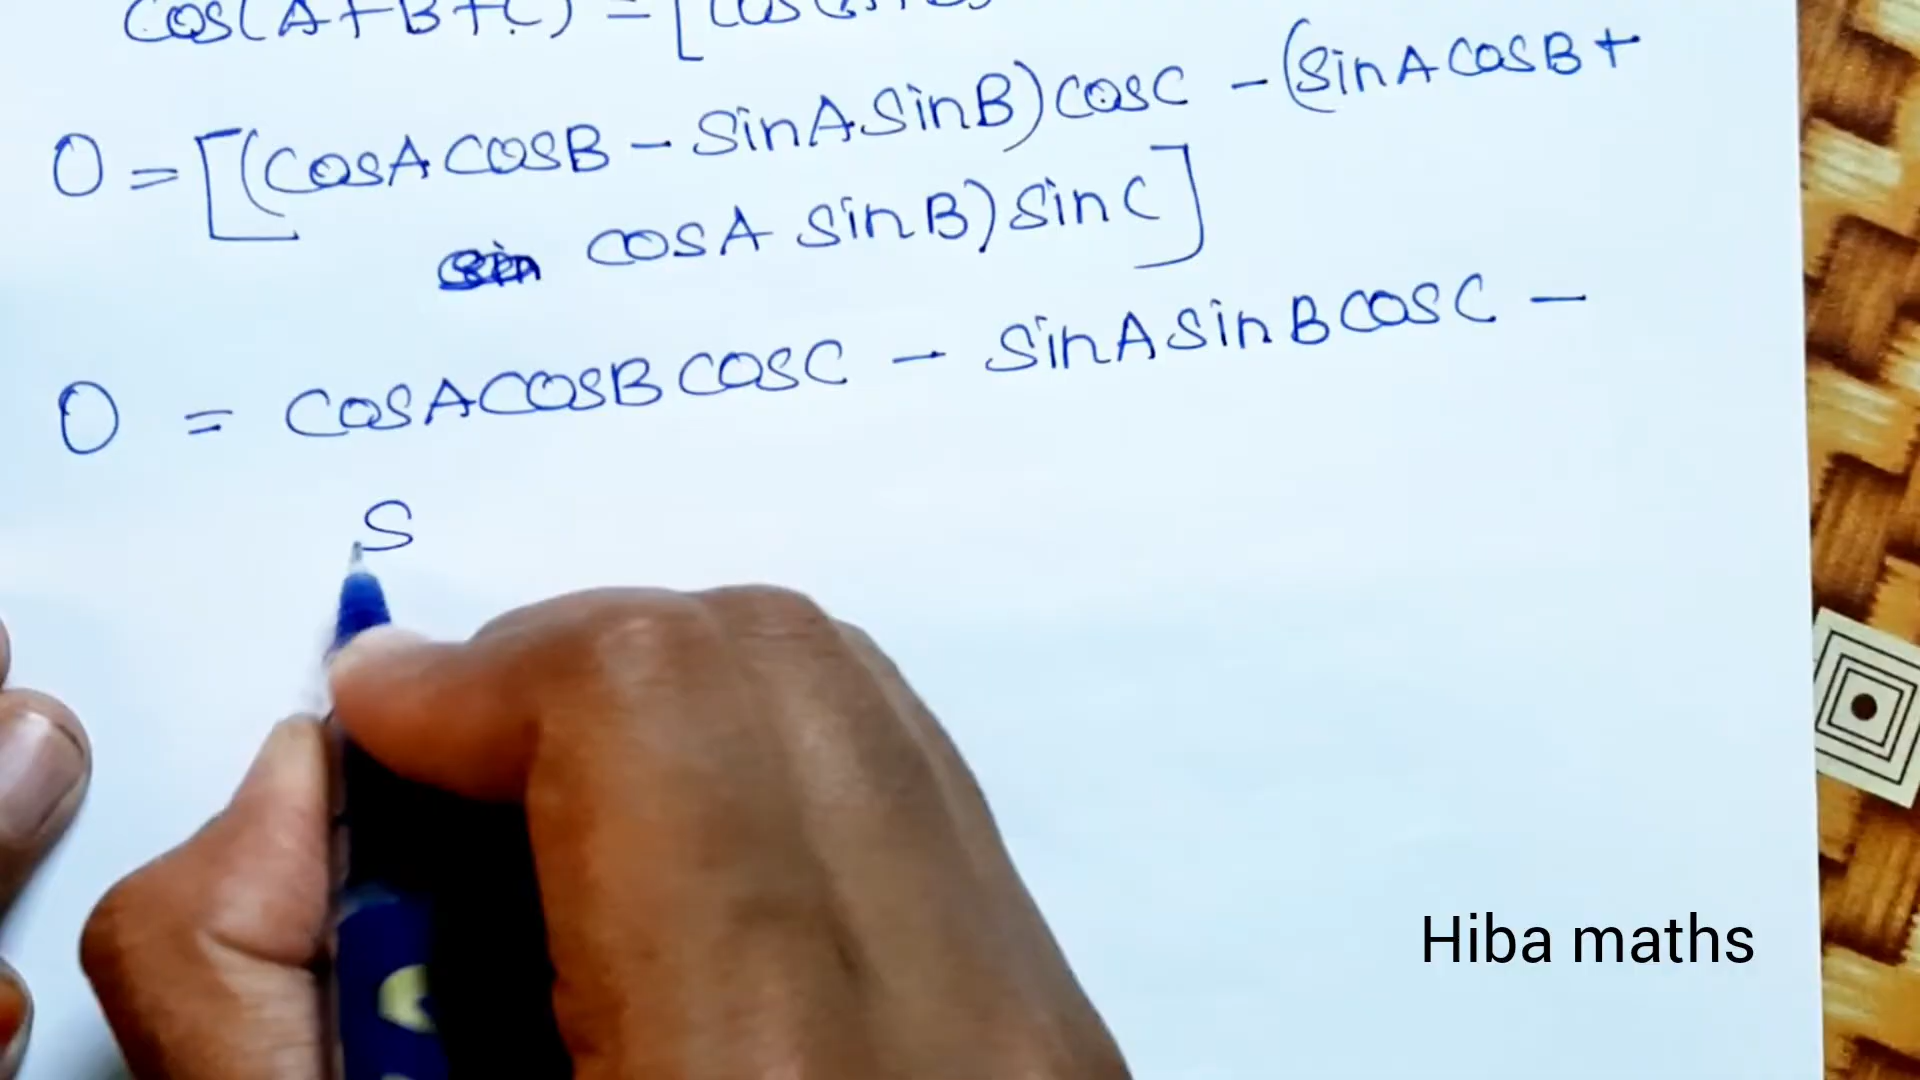 cos(A+B+C) = [cos
0 = [(cosA cosB - sinA sinB) cosC - (sinA cosB +
cosA sinB) sinC]
0 = cosA cosB cosC - sinA sinB cosC -
S
Hiba maths